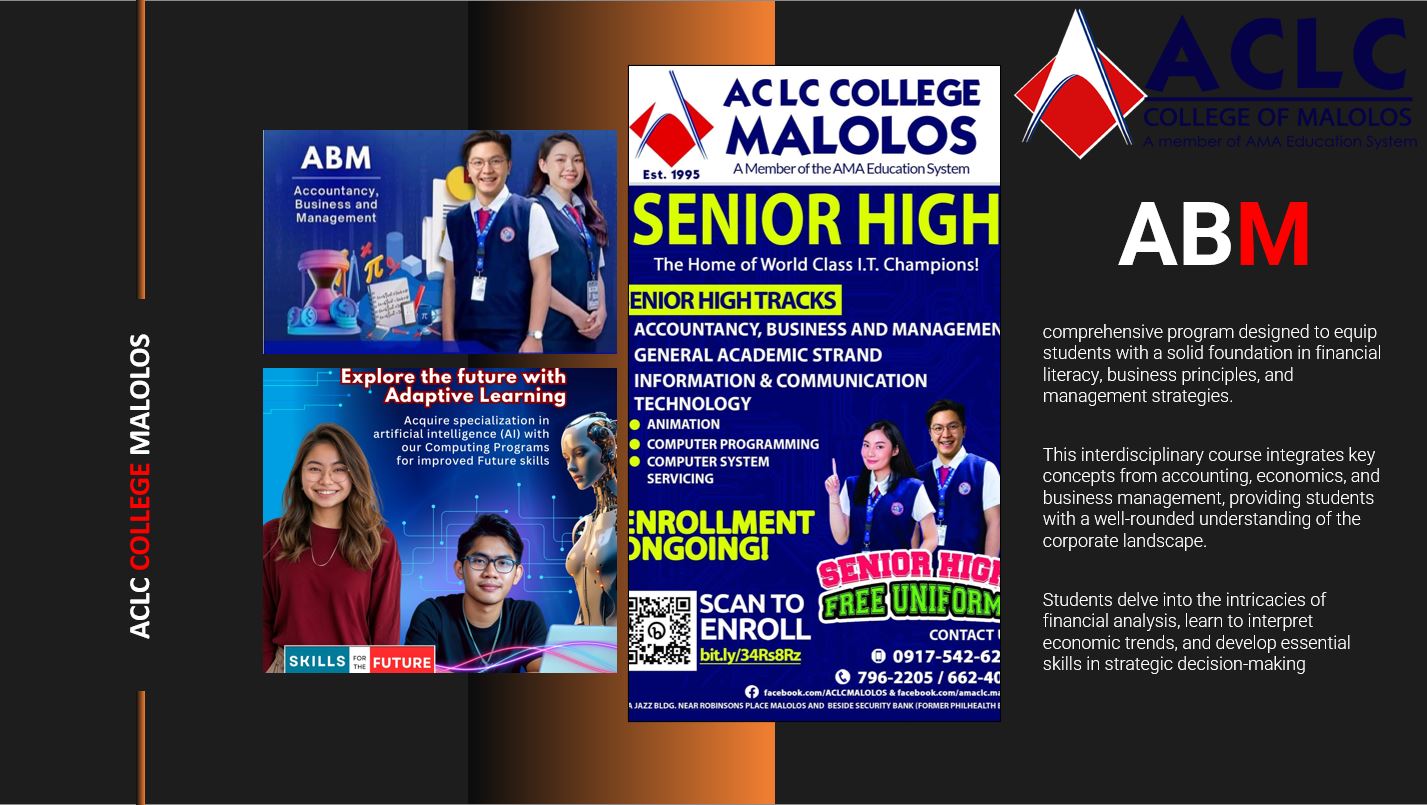 ACLC COLLEGE MALOLOS
ABM
Accountancy,
Business and
Management
Explore the future with
Adaptive Learning
Acquire specialization in
artificial intelligence (AI) with
our Computing Programs
for improved Future skills
SKILLS FOR THE FUTURE
ACLC COLLEGE
MALOLOS
Est. 1995
A Member of the AMA Education System
SENIOR HIGH
The Home of World Class I.T. Champions!
ENIOR HIGH TRACKS
ACCOUNTANCY, BUSINESS AND MANAGEMEN
GENERAL ACADEMIC STRAND
INFORMATION & COMMUNICATION
TECHNOLOGY
ANIMATION
COMPUTER PROGRAMMING
COMPUTER SYSTEM
SERVICING
ENROLLMENT
ONGOING!
SENIOR HIGH
FREE UNIFORM
SCAN TO
ENROLL
bit.ly/34Rs8Rz
CONTACT U
0917-542-62
796-2205 / 662-40
facebook.com/ACLCMALOLOS & facebook.com/amaclc.ma
A JAZZ BLDG. NEAR ROBINSONS PLACE MALOLOS AND BESIDE SECURITY BANK (FORMER PHILHEALTH B
ACLC
COLLEGE OF MALOLOS
A member of AMA Education System
ABM
comprehensive program designed to equip
students with a solid foundation in financial
literacy, business principles, and
management strategies.
This interdisciplinary course integrates key
concepts from accounting, economics, and
business management, providing students
with a well-rounded understanding of the
corporate landscape.
Students delve into the intricacies of
financial analysis, learn to interpret
economic trends, and develop essential
skills in strategic decision-making